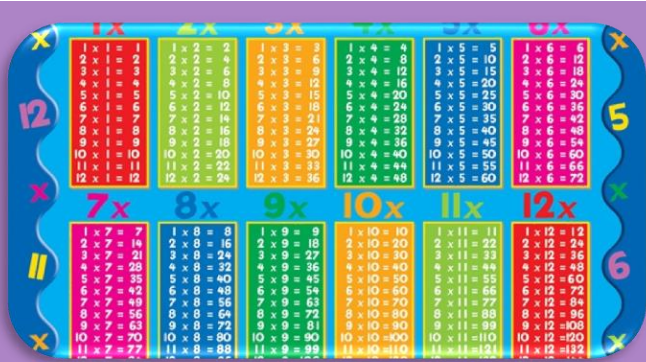 x
12
x
11
x
1x
1 x 1 = 1
2 x 1 = 2
3 x 1 = 3
4 x 1 = 4
5 x 1 = 5
6 x 1 = 6
7 x 1 = 7
8 x 1 = 8
9 x 1 = 9
10 x 1 = 10
11 x 1 = 11
12 x 1 = 12
2x
1 x 2 = 2
2 x 2 = 4
3 x 2 = 6
4 x 2 = 8
5 x 2 = 10
6 x 2 = 12
7 x 2 = 14
8 x 2 = 16
9 x 2 = 18
10 x 2 = 20
11 x 2 = 22
12 x 2 = 24
3x
1 x 3 = 3
2 x 3 = 6
3 x 3 = 9
4 x 3 = 12
5 x 3 = 15
6 x 3 = 18
7 x 3 = 21
8 x 3 = 24
9 x 3 = 27
10 x 3 = 30
11 x 3 = 33
12 x 3 = 36
4x
1 x 4 = 4
2 x 4 = 8
3 x 4 = 12
4 x 4 = 16
5 x 4 = 20
6 x 4 = 24
7 x 4 = 28
8 x 4 = 32
9 x 4 = 36
10 x 4 = 40
11 x 4 = 44
12 x 4 = 48
5x
1 x 5 = 5
2 x 5 = 10
3 x 5 = 15
4 x 5 = 20
5 x 5 = 25
6 x 5 = 30
7 x 5 = 35
8 x 5 = 40
9 x 5 = 45
10 x 5 = 50
11 x 5 = 55
12 x 5 = 60
6x
1 x 6 = 6
2 x 6 = 12
3 x 6 = 18
4 x 6 = 24
5 x 6 = 30
6 x 6 = 36
7 x 6 = 42
8 x 6 = 48
9 x 6 = 54
10 x 6 = 60
11 x 6 = 66
12 x 6 = 72
7x
1 x 7 = 7
2 x 7 = 14
3 x 7 = 21
4 x 7 = 28
5 x 7 = 35
6 x 7 = 42
7 x 7 = 49
8 x 7 = 56
9 x 7 = 63
10 x 7 = 70
11 x 7 = 77
8x
1 x 8 = 8
2 x 8 = 16
3 x 8 = 24
4 x 8 = 32
5 x 8 = 40
6 x 8 = 48
7 x 8 = 56
8 x 8 = 64
9 x 8 = 72
10 x 8 = 80
11 x 8 = 88
9x
1 x 9 = 9
2 x 9 = 18
3 x 9 = 27
4 x 9 = 36
5 x 9 = 45
6 x 9 = 54
7 x 9 = 63
8 x 9 = 72
9 x 9 = 81
10 x 9 = 90
11 x 9 = 99
10x
1 x 10 = 10
2 x 10 = 20
3 x 10 = 30
4 x 10 = 40
5 x 10 = 50
6 x 10 = 60
7 x 10 = 70
8 x 10 = 80
9 x 10 = 90
10 x 10 = 100
11 x 10 = 110
11x
1 x 11 = 11
2 x 11 = 22
3 x 11 = 33
4 x 11 = 44
5 x 11 = 55
6 x 11 = 66
7 x 11 = 77
8 x 11 = 88
9 x 11 = 99
10 x 11 = 110
11 x 11 = 121
12x
1 x 12 = 12
2 x 12 = 24
3 x 12 = 36
4 x 12 = 48
5 x 12 = 60
6 x 12 = 72
7 x 12 = 84
8 x 12 = 96
9 x 12 = 108
10 x 12 = 120
11 x 12 = 132
x
5
x
6
x